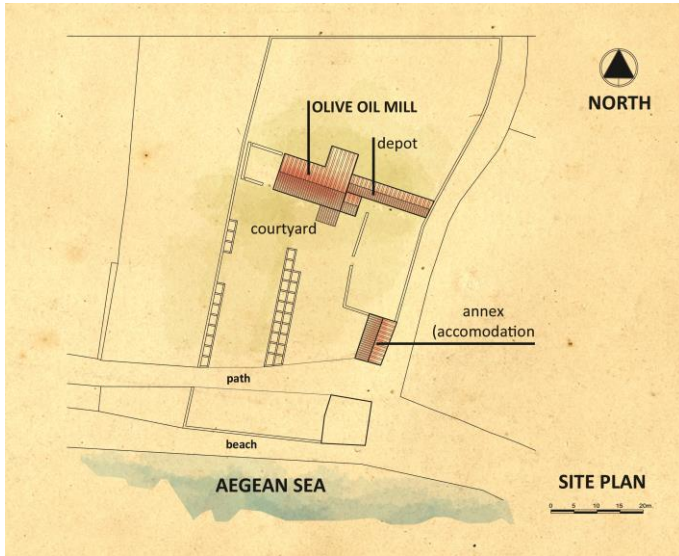 NORTH
OLIVE OIL MILL
depot
courtyard
annex
(accomodation
path
beach
AEGEAN SEA
SITE PLAN
0 5 10 15 20m.